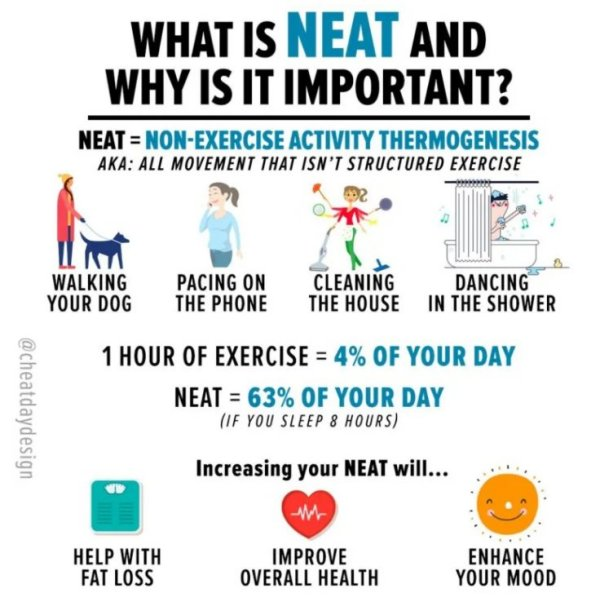 WHAT IS NEAT AND
WHY IS IT IMPORTANT?
NEAT = NON-EXERCISE ACTIVITY THERMOGENESIS
AKA: ALL MOVEMENT THAT ISN'T STRUCTURED EXERCISE
WALKING
YOUR DOG
PACING ON
THE PHONE
CLEANING
THE HOUSE
DANCING
IN THE SHOWER
@cheatdaydesign
1 HOUR OF EXERCISE = 4% OF YOUR DAY
NEAT = 63% OF YOUR DAY
(IF YOU SLEEP 8 HOURS)
Increasing your NEAT will...
HELP WITH
FAT LOSS
IMPROVE
OVERALL HEALTH
ENHANCE
YOUR MOOD